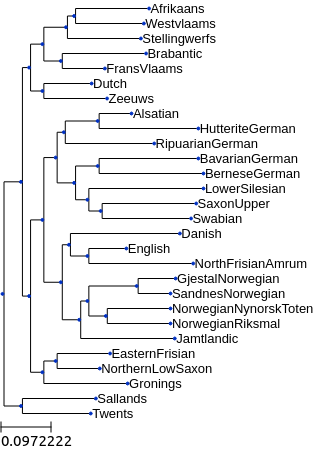 Afrikaans
Westvlaams
Stellingwerfs
Brabantic
FransVlaams
Dutch
Zeeuws
Alsatian
HutteriteGerman
RipuarianGerman
BavarianGerman
BerneseGerman
LowerSilesian
SaxonUpper
Swabian
Danish
English
NorthFrisianAmrum
GjestalNorwegian
SandnesNorwegian
NorwegianNynorskToten
NorwegianRiksmal
Jamtlandic
EasternFrisian
NorthernLowSaxon
Gronings
Sallands
Twents
0.0972222